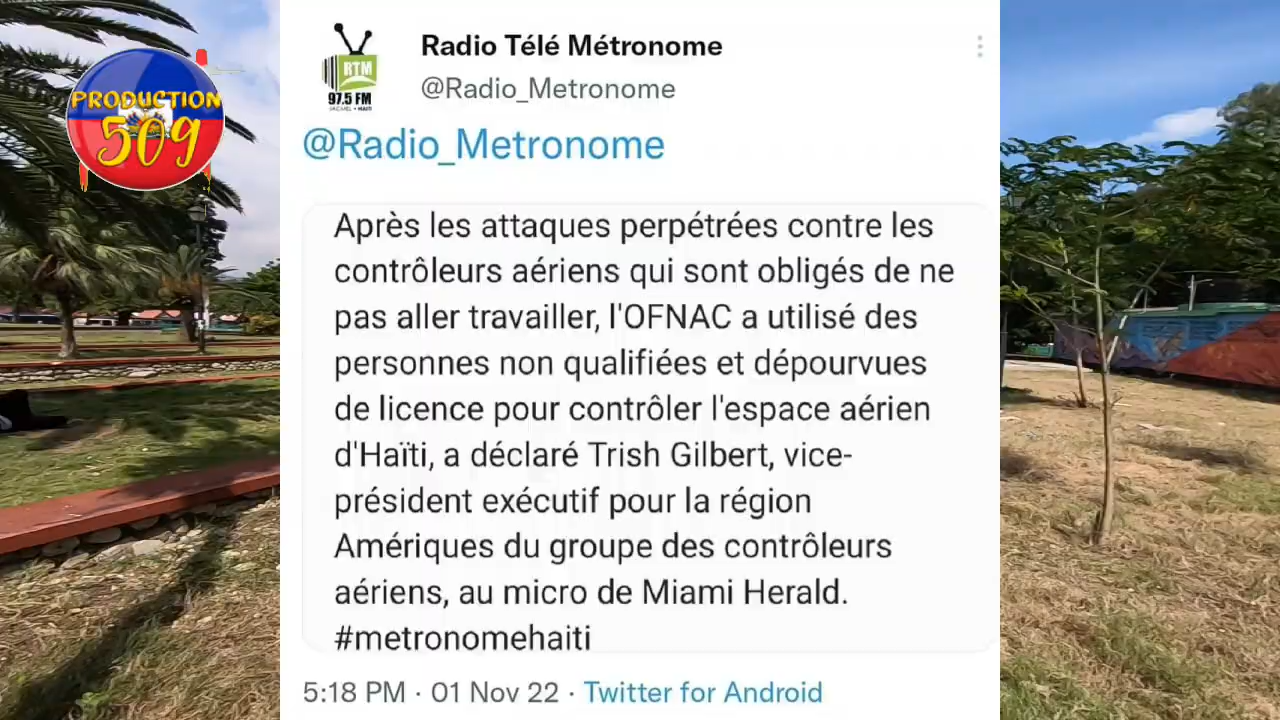 PRODUCTION
509
RTM
97.5 FM
JACMEL • HAITI
Radio Télé Métronome
@Radio_Metronome
@Radio_Metronome
Après les attaques perpétrées contre les
contrôleurs aériens qui sont obligés de ne
pas aller travailler, l'OFNAC a utilisé des
personnes non qualifiées et dépourvues
de licence pour contrôler l'espace aérien
d'Haïti, a déclaré Trish Gilbert, vice-
président exécutif pour la région
Amériques du groupe des contrôleurs
aériens, au micro de Miami Herald.
#metronomehaiti
5:18 PM · 01 Nov 22 · Twitter for Android